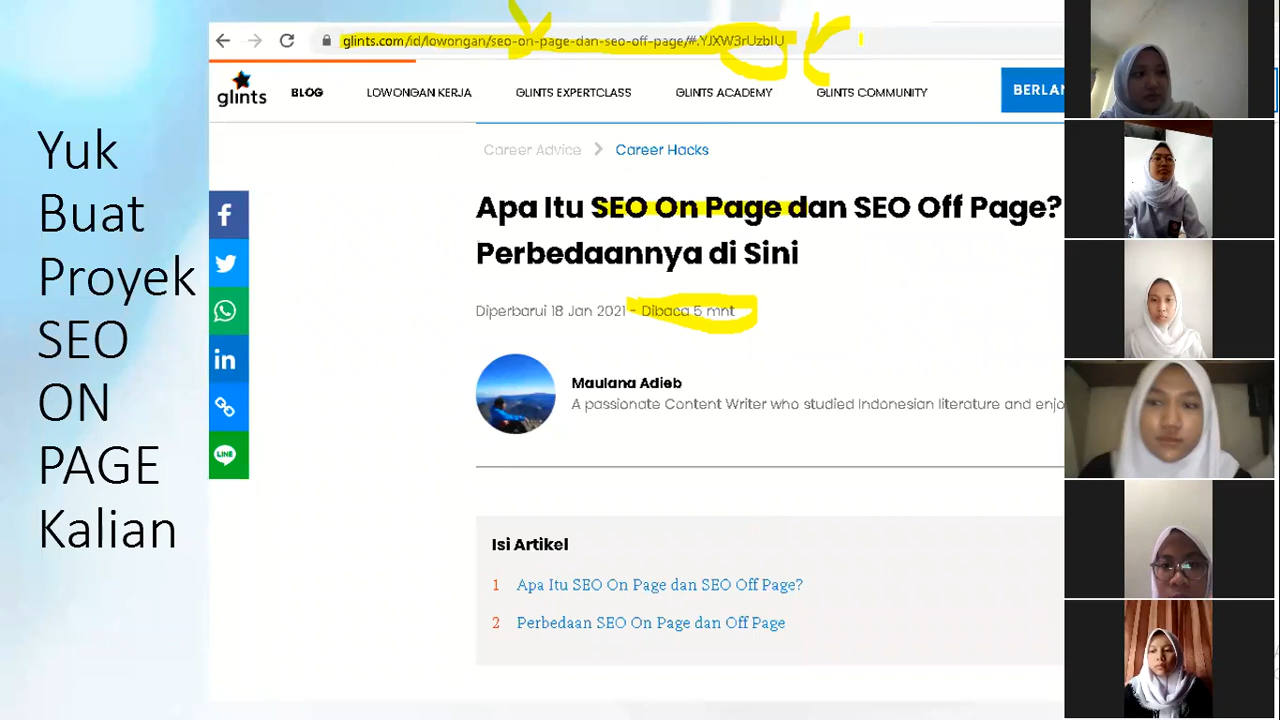 Yuk
Buat
Proyek
SEO
ON
PAGE
Kalian
glints.com/id/lowongan/seo-on-page-dan-seo-off-page/#.YJXW3rUzbIU
glints
BLOG
LOWONGAN KERJA
GLINTS EXPERTCLASS
GLINTS ACADEMY
GLINTS COMMUNITY
BERLAN
Career Advice > Career Hacks
Apa Itu SEO On Page dan SEO Off Page?
Perbedaannya di Sini
Diperbarui 18 Jan 2021 - Dibaca 5 mnt
Maulana Adieb
A passionate Content Writer who studied Indonesian literature and enjo
LINE
Isi Artikel
1 Apa Itu SEO On Page dan SEO Off Page?
2 Perbedaan SEO On Page dan Off Page